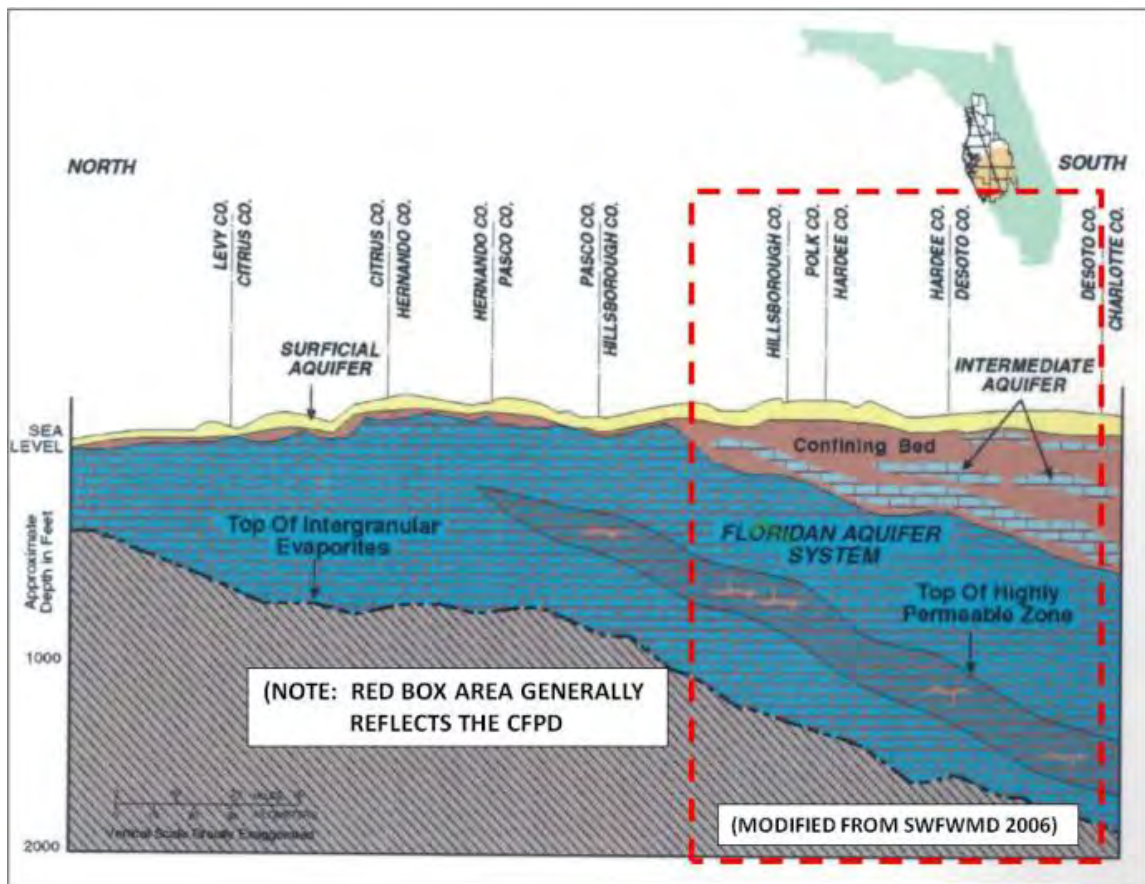 NORTH
SOUTH
LEVY CO.
CITRUS CO.
CITRUS CO.
HERNANDO CO.
HERNANDO CO.
PASCO CO.
PASCO CO.
HILLSBOROUGH CO.
HILLSBOROUGH CO.
POLK CO.
HARDEE CO.
HARDEE CO.
DESOTO CO.
DESOTO CO.
CHARLOTTE CO.
SURFICIAL
AQUIFER
INTERMEDIATE
AQUIFER
SEA
LEVEL
Confining Bed
Top Of Intergranular
Evaporites
FLORIDAN AQUIFER
SYSTEM
Top Of Highly
Permeable Zone
Approximate
Depth in Feet
1000
(NOTE: RED BOX AREA GENERALLY
REFLECTS THE CFPD
Vertical Scale Greatly Exaggerated
(MODIFIED FROM SWFWMD 2006)
2000